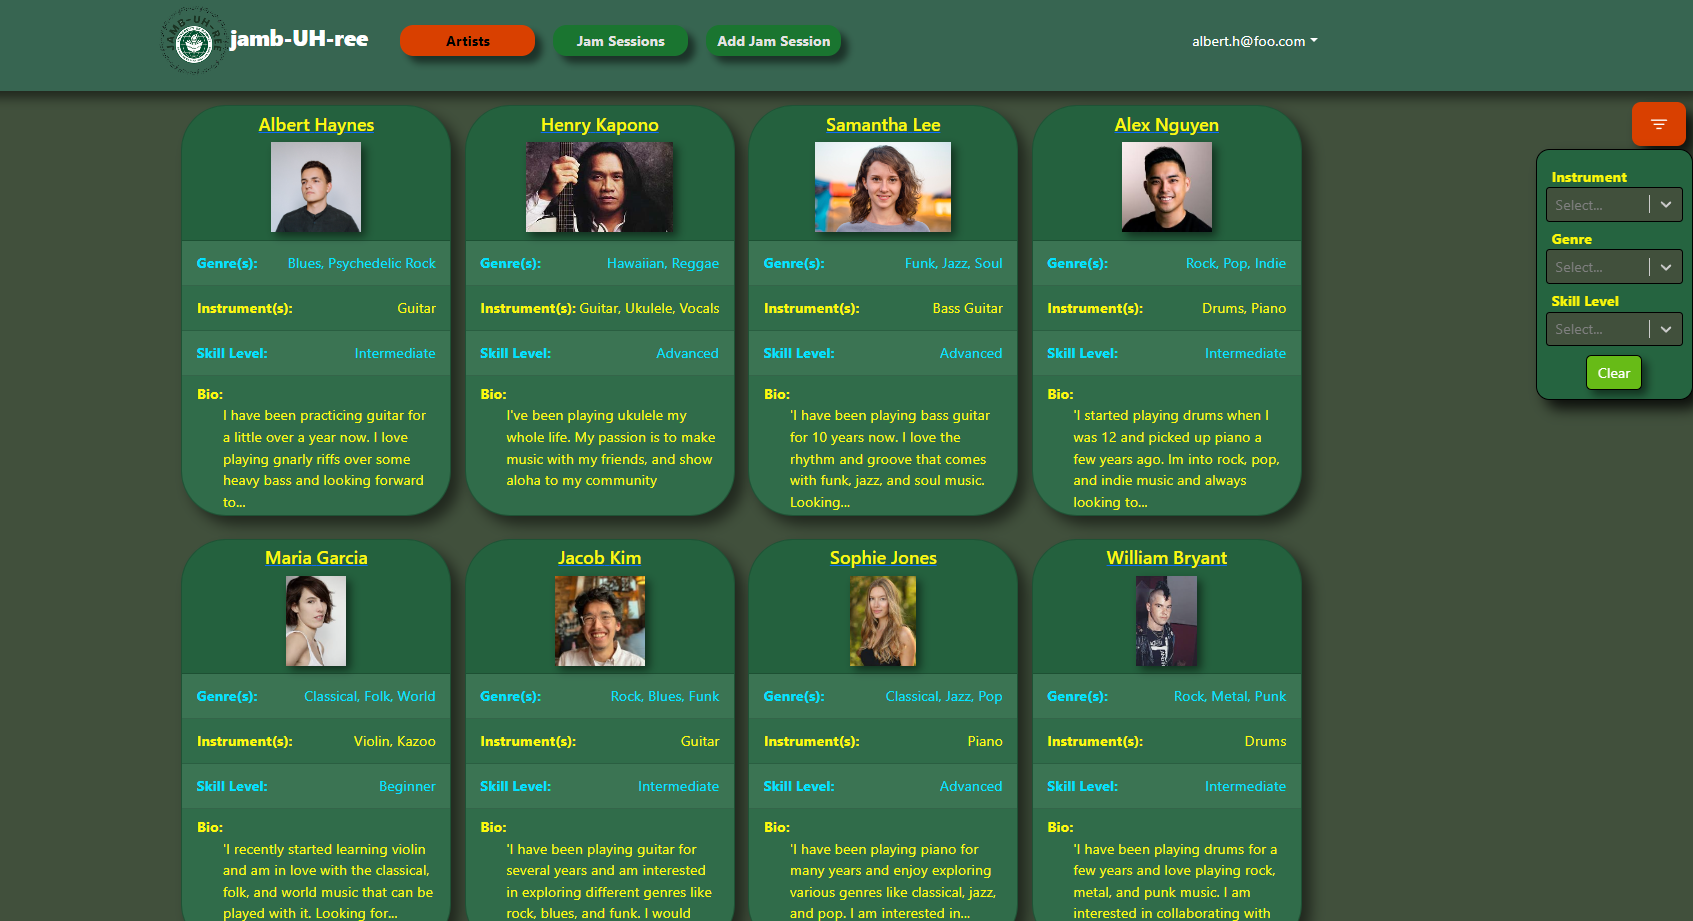 JAMB-UH-REE
jamb-UH-ree
Artists
Jam Sessions
Add Jam Session
albert.h@foo.com
Albert Haynes
Genre(s): Blues, Psychedelic Rock
Instrument(s): Guitar
Skill Level: Intermediate
Bio:
I have been practicing guitar for
a little over a year now. I love
playing gnarly riffs over some
heavy bass and looking forward
to...
Henry Kapono
Genre(s): Hawaiian, Reggae
Instrument(s): Guitar, Ukulele, Vocals
Skill Level: Advanced
Bio:
I've been playing ukulele my
whole life. My passion is to make
music with my friends, and show
aloha to my community
Samantha Lee
Genre(s): Funk, Jazz, Soul
Instrument(s): Bass Guitar
Skill Level: Advanced
Bio:
'I have been playing bass guitar
for 10 years now. I love the
rhythm and groove that comes
with funk, jazz, and soul music.
Looking...
Alex Nguyen
Genre(s): Rock, Pop, Indie
Instrument(s): Drums, Piano
Skill Level: Intermediate
Bio:
'I started playing drums when I
was 12 and picked up piano a
few years ago. Im into rock, pop,
and indie music and always
looking to...
Instrument
Select...
Genre
Select...
Skill Level
Select...
Clear
Maria Garcia
Genre(s): Classical, Folk, World
Instrument(s): Violin, Kazoo
Skill Level: Beginner
Bio:
'I recently started learning violin
and am in love with the classical,
folk, and world music that can be
played with it. Looking for...
Jacob Kim
Genre(s): Rock, Blues, Funk
Instrument(s): Guitar
Skill Level: Intermediate
Bio:
'I have been playing guitar for
several years and am interested
in exploring different genres like
rock, blues, and funk. I would
Sophie Jones
Genre(s): Classical, Jazz, Pop
Instrument(s): Piano
Skill Level: Advanced
Bio:
'I have been playing piano for
many years and enjoy exploring
various genres like classical, jazz,
and pop. I am interested in...
William Bryant
Genre(s): Rock, Metal, Punk
Instrument(s): Drums
Skill Level: Intermediate
Bio:
'I have been playing drums for a
few years and love playing rock,
metal, and punk music. I am
interested in collaborating with